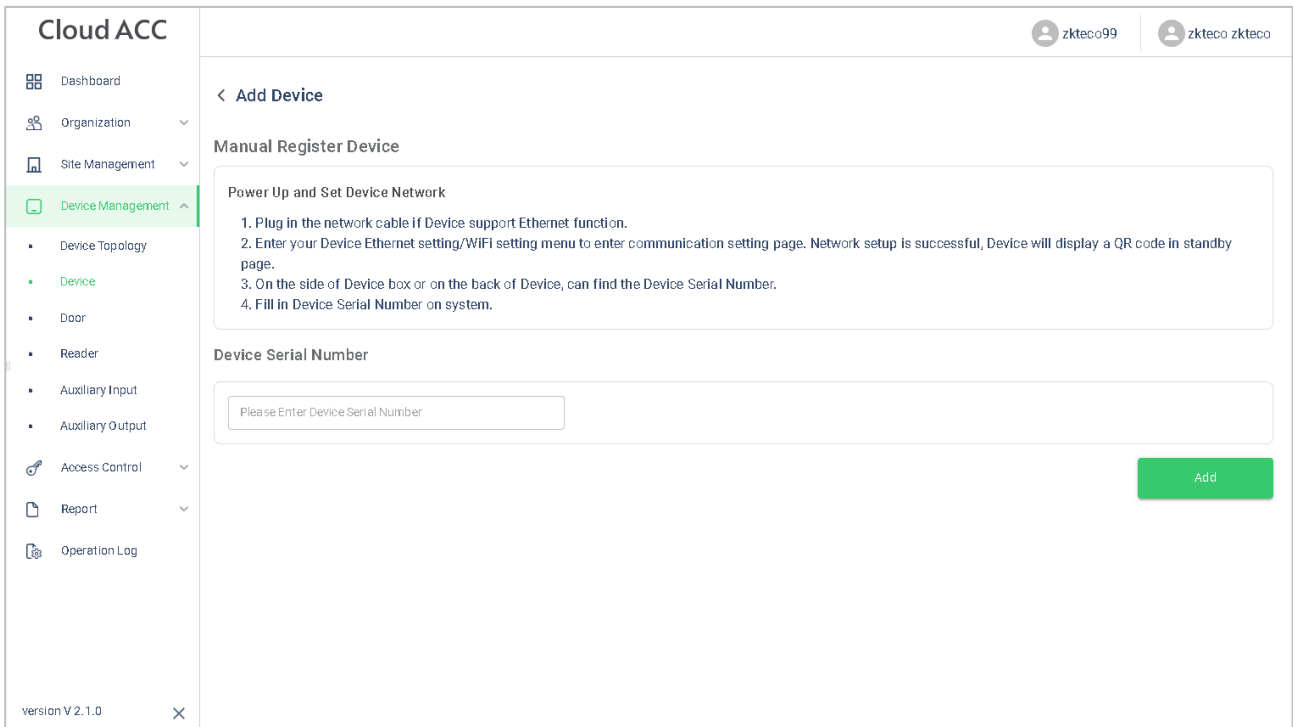 Cloud ACC
zkteco99
zkteco zkteco
Dashboard
Organization
Site Management
Device Management
Device Topology
Device
Door
Reader
Auxiliary Input
Auxiliary Output
Access Control
Report
Operation Log
version V 2.1.0
Add Device
Manual Register Device
Power Up and Set Device Network
1. Plug in the network cable if Device support Ethernet function.
2. Enter your Device Ethernet setting/WiFi setting menu to enter communication setting page. Network setup is successful, Device will display a QR code in standby
page.
3. On the side of Device box or on the back of Device, can find the Device Serial Number.
4. Fill in Device Serial Number on system.
Device Serial Number
Please Enter Device Serial Number
Add